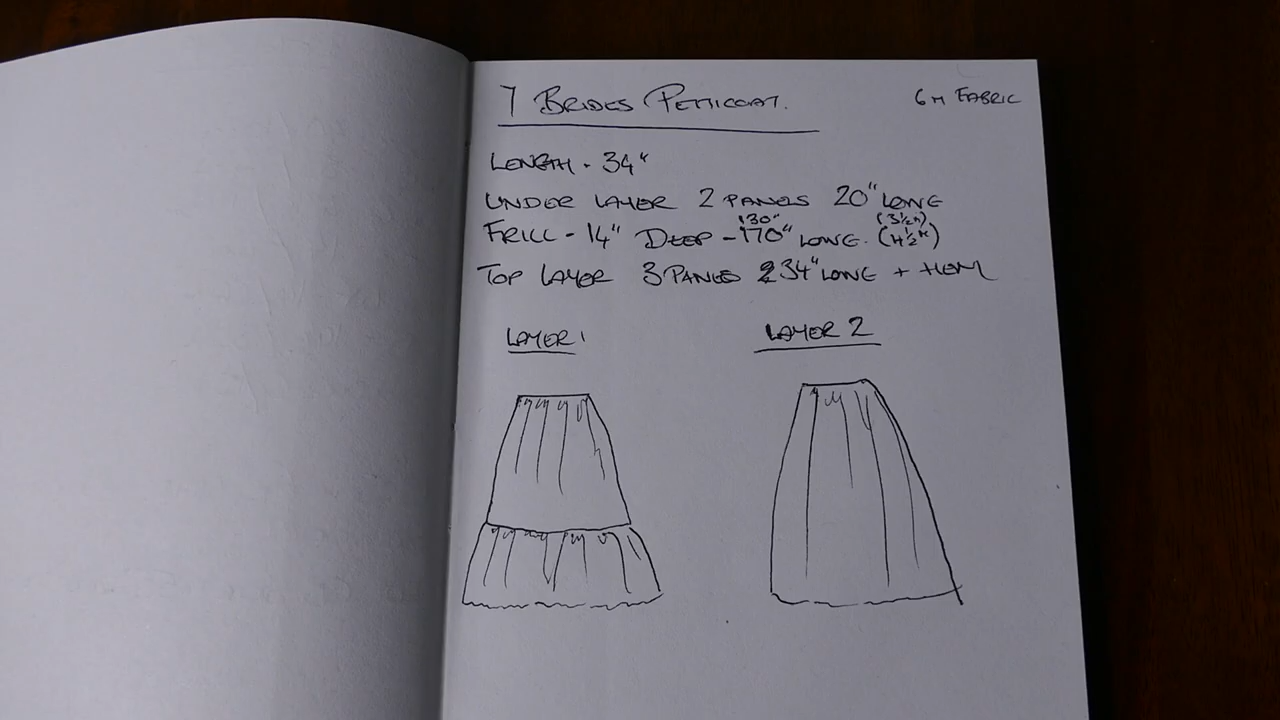 7 BRIDES PETTICOAT. 6M FABRIC
LENGTH - 34"
UNDER LAYER 2 PANELS 20" LONG
130" (3½M)
FRILL - 14" DEEP - 170" LONG. (4½M)
TOP LAYER 3 PANELS 34" LONG + HEM
LAYER 1 LAYER 2